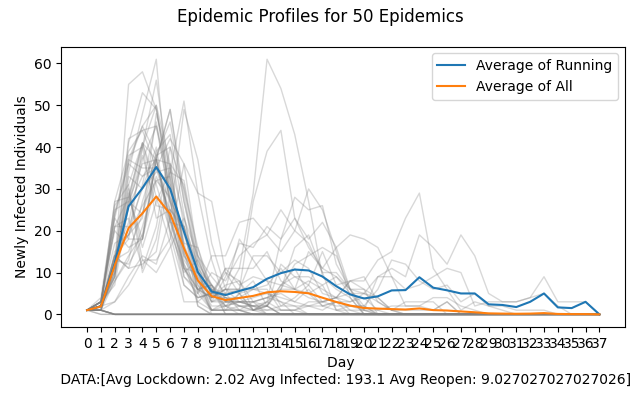 Epidemic Profiles for 50 Epidemics
Average of Running
Average of All
Newly Infected Individuals
60
50
40
30
20
10
0
0 1 2 3 4 5 6 7 8 9 10 11 12 13 14 15 16 17 18 19 20 21 22 23 24 25 26 27 28 29 30 31 32 33 34 35 36 37
Day
DATA:[Avg Lockdown: 2.02 Avg Infected: 193.1 Avg Reopen: 9.027027027027026]